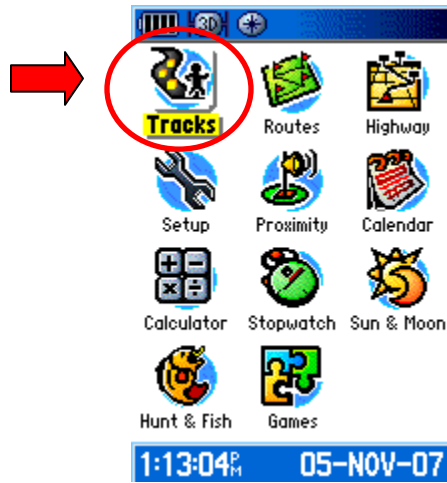 3D
Tracks Routes Highway
Setup Proximity Calendar
Calculator Stopwatch Sun & Moon
Hunt & Fish Games
1:13:04PM 05-NOV-07